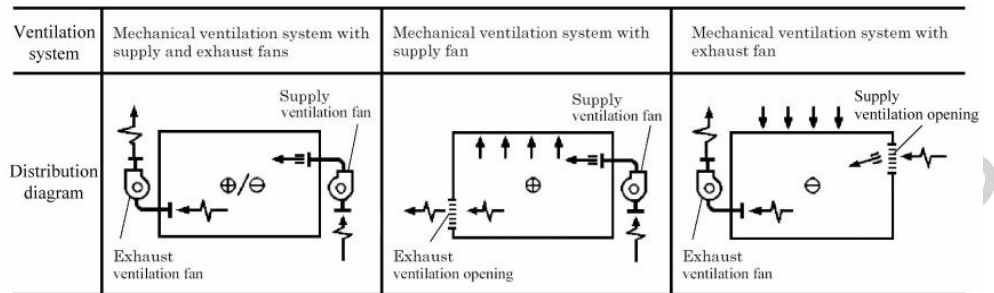 Ventilation
system
Mechanical ventilation system with
supply and exhaust fans
Mechanical ventilation system with
supply fan
Mechanical ventilation system with
exhaust fan
Distribution
diagram
Supply
ventilation fan
⊕/⊖
Exhaust
ventilation fan
Supply
ventilation fan
⊕
Exhaust
ventilation opening
Supply
ventilation opening
⊖
Exhaust
ventilation fan